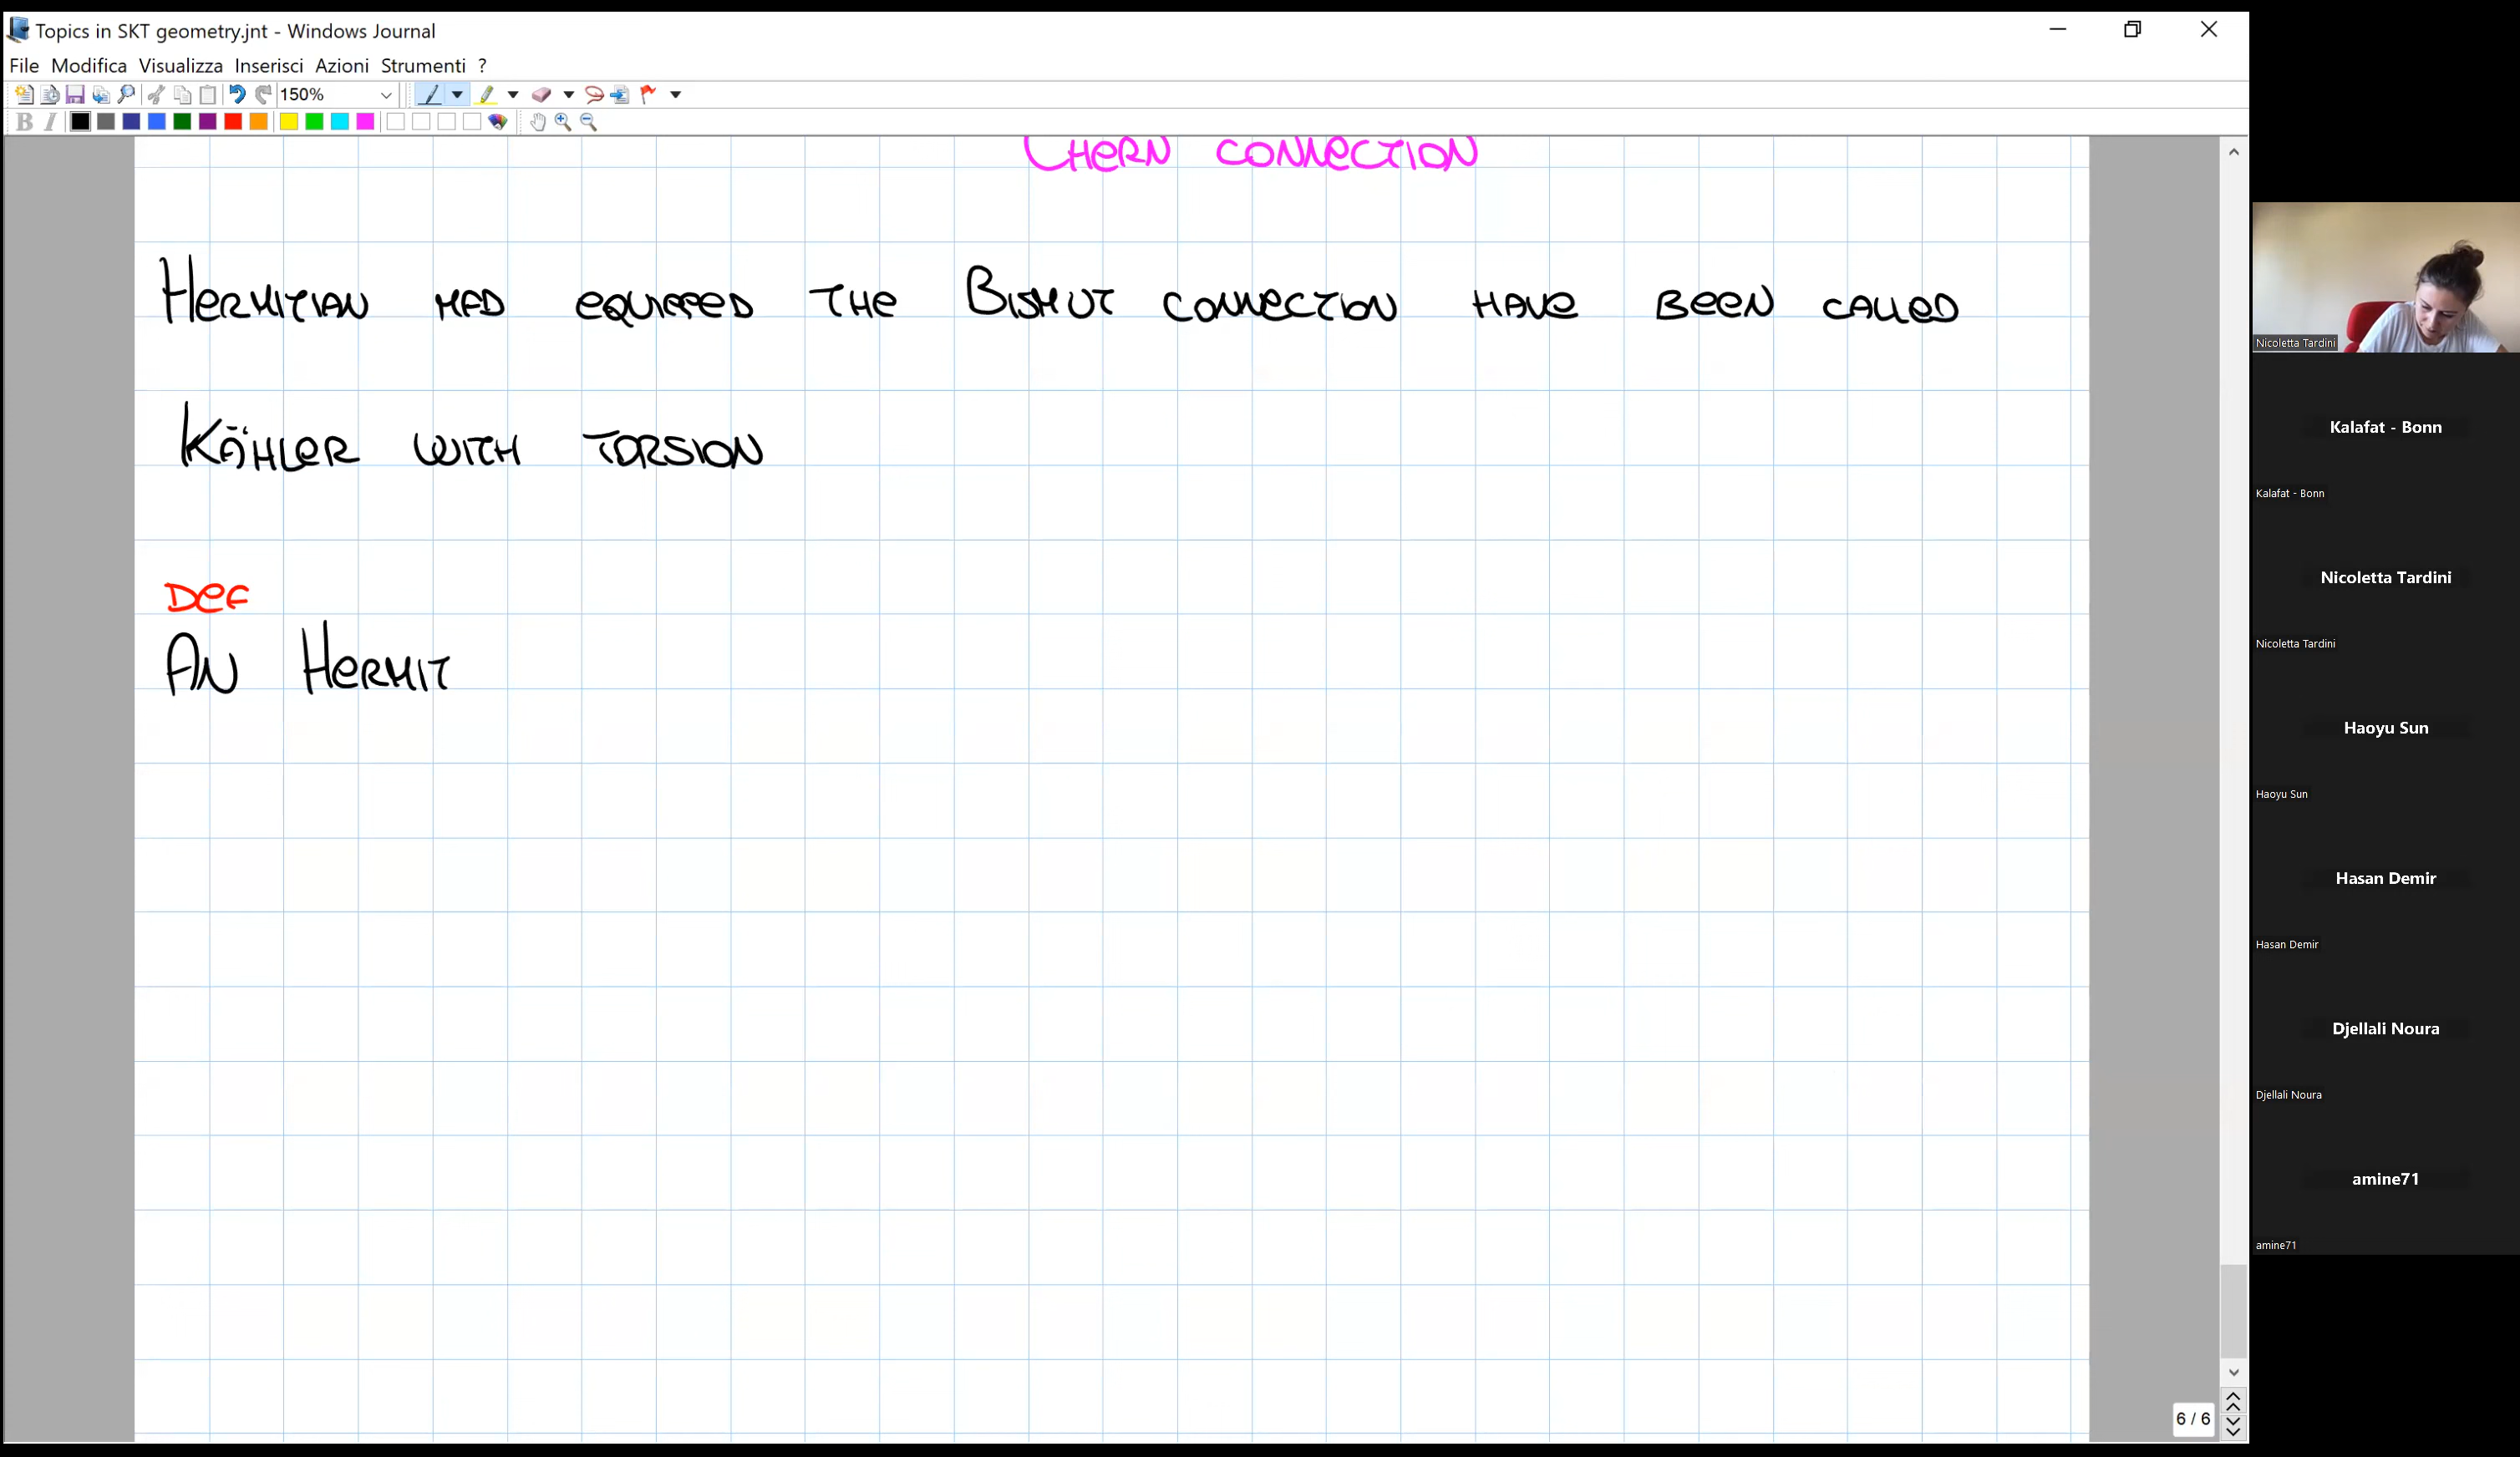 Topics in SKT geometry.jnt - Windows Journal
File Modifica Visualizza Inserisci Azioni Strumenti ?
150%
B I
CHERN CONNECTION
HERMITIAN MFD EQUIPPED THE BISMUT CONNECTION HAVE BEEN CALLED
KÄHLER WITH TORSION
DEF
AN HERMIT
6 / 6
Nicoletta Tardini
Kalafat - Bonn
Kalafat - Bonn
Nicoletta Tardini
Nicoletta Tardini
Haoyu Sun
Haoyu Sun
Hasan Demir
Hasan Demir
Djellali Noura
Djellali Noura
amine71
amine71